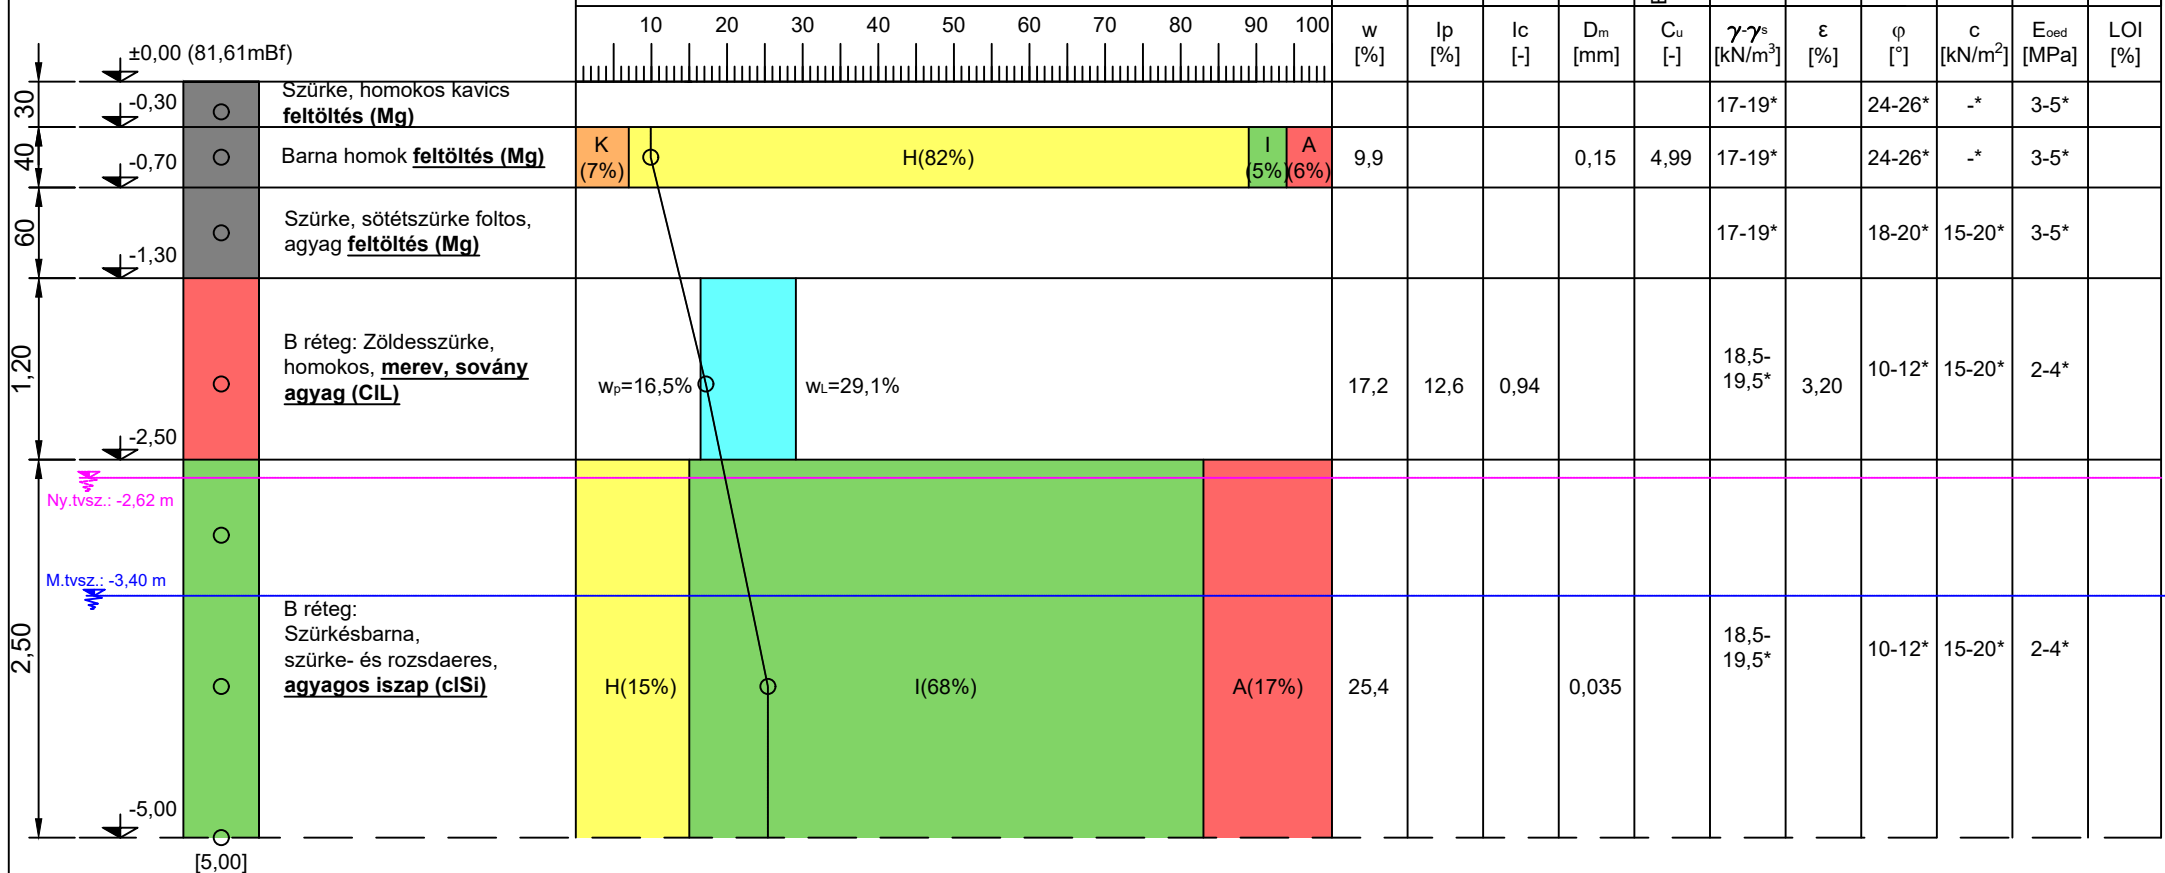 10 20 30 40 50 60 70 80 90 100
w [%]
Ip [%]
Ic [-]
Dm [mm]
Cu [-]
γ-γs [kN/m³]
ε [%]
φ [°]
c [kN/m²]
Eoed [MPa]
LOI [%]
±0,00 (81,61mBf)
30
-0,30
Szürke, homokos kavics
feltöltés (Mg)
17-19* 24-26* -* 3-5*
40
-0,70
Barna homok feltöltés (Mg)
K
(7%)
H(82%)
I
(5%)
A
(6%)
9,9 0,15 4,99 17-19* 24-26* -* 3-5*
60
-1,30
Szürke, sötétszürke foltos,
agyag feltöltés (Mg)
17-19* 18-20* 15-20* 3-5*
1,20
-2,50
B réteg: Zöldesszürke,
homokos, merev, sovány
agyag (ClL)
wp=16,5%
wL=29,1%
17,2 12,6 0,94
18,5-
19,5*
3,20 10-12* 15-20* 2-4*
Ny.tvsz.: -2,62 m
M.tvsz.: -3,40 m
2,50
B réteg:
Szürkésbarna,
szürke- és rozsdaeres,
agyagos iszap (clSi)
H(15%) I(68%) A(17%)
25,4 0,035
18,5-
19,5*
10-12* 15-20* 2-4*
-5,00
[5,00]